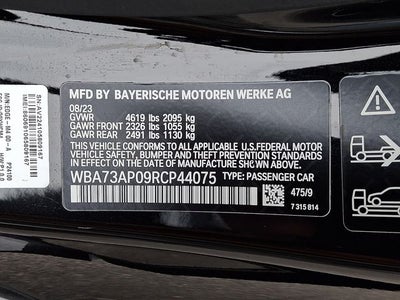 MFD BY BAYERISCHE MOTOREN WERKE AG
08/23
GVWR 4619 lbs 2095 kg
GAWR FRONT 2326 lbs 1055 kg
GAWR REAR 2491 lbs 1130 kg
THIS VEHICLE CONFORMS TO ALL APPLICABLE U.S.FEDERAL MOTOR
VEHICLE SAFETY, BUMPER, AND THEFT PREVENTION STANDARDS IN
EFFECT ON THE DATE OF MANUFACTURE SHOWN ABOVE.
WBA73AP09RCP44075 TYPE: PASSENGER CAR
475/9
7 315 814